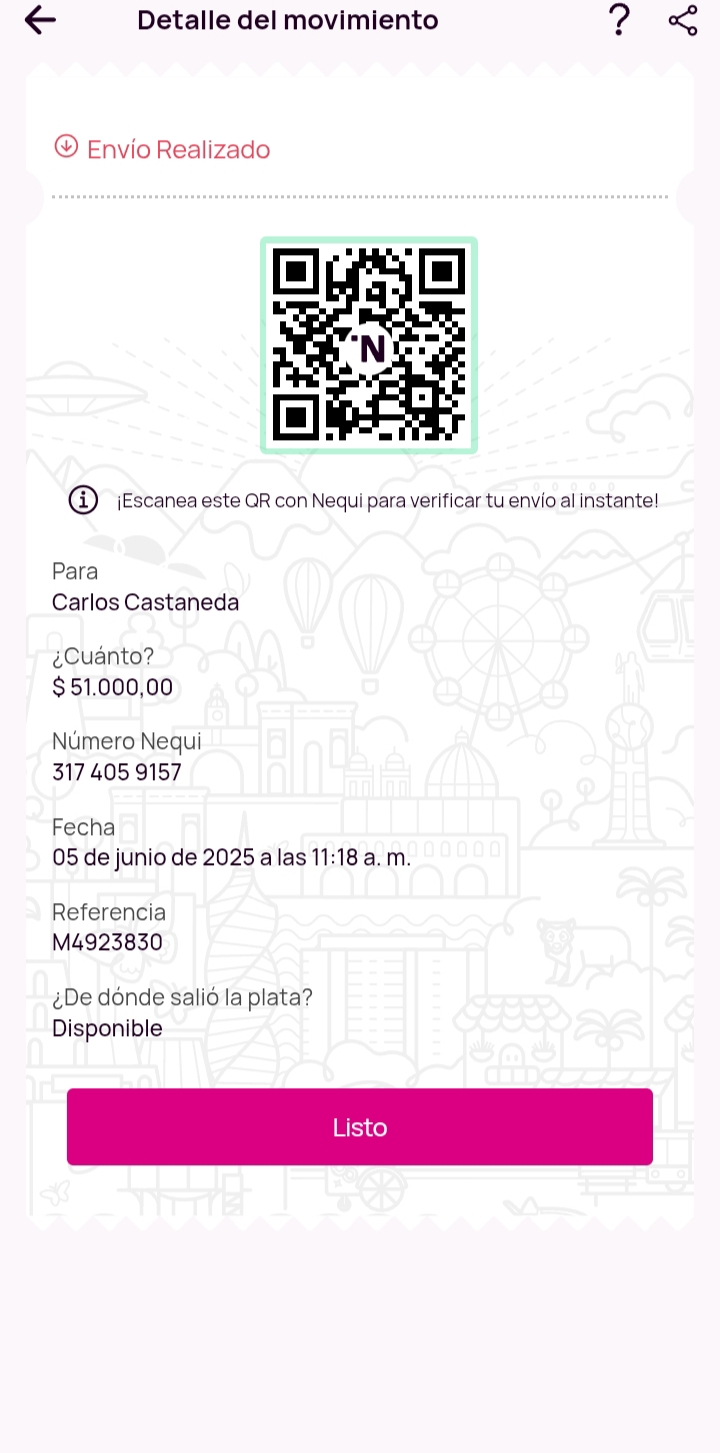 Detalle del movimiento
?
Envío Realizado
N
¡Escanea este QR con Nequi para verificar tu envío al instante!
Para
Carlos Castaneda
¿Cuánto?
$ 51.000,00
Número Nequi
317 405 9157
Fecha
05 de junio de 2025 a las 11:18 a. m.
Referencia
M4923830
¿De dónde salió la plata?
Disponible
Listo